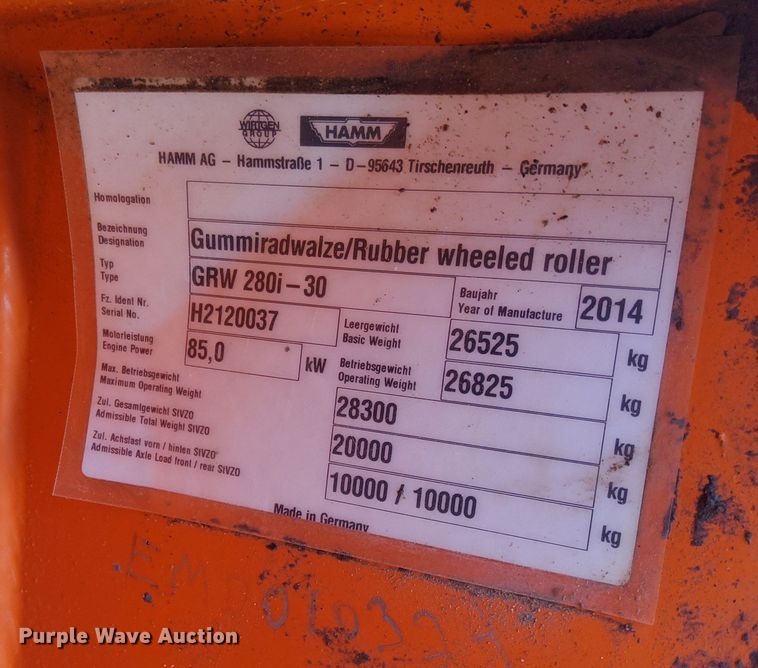 WIRTGEN GROUP HAMM
HAMM AG – Hammstraße 1 – D–95643 Tirschenreuth – Germany
Homologation
Bezeichnung
Designation
Gummiradwalze/Rubber wheeled roller
Typ
Type
GRW 280i–30
Baujahr
Year of Manufacture
2014
Fz. Ident Nr.
Serial No.
H2120037
Leergewicht
Basic Weight
26525 kg
Motorleistung
Engine Power
85,0 kW
Betriebsgewicht
Operating Weight
26825 kg
Max. Betriebsgewicht
Maximum Operating Weight
28300 kg
Zul. Gesamtgewicht StVZO
Admissible Total Weight StVZO
20000 kg
Zul. Achslast vorn / hinten StVZO
Admissible Axle Load front / rear StVZO
10000 / 10000 kg
Made in Germany
Purple Wave Auction